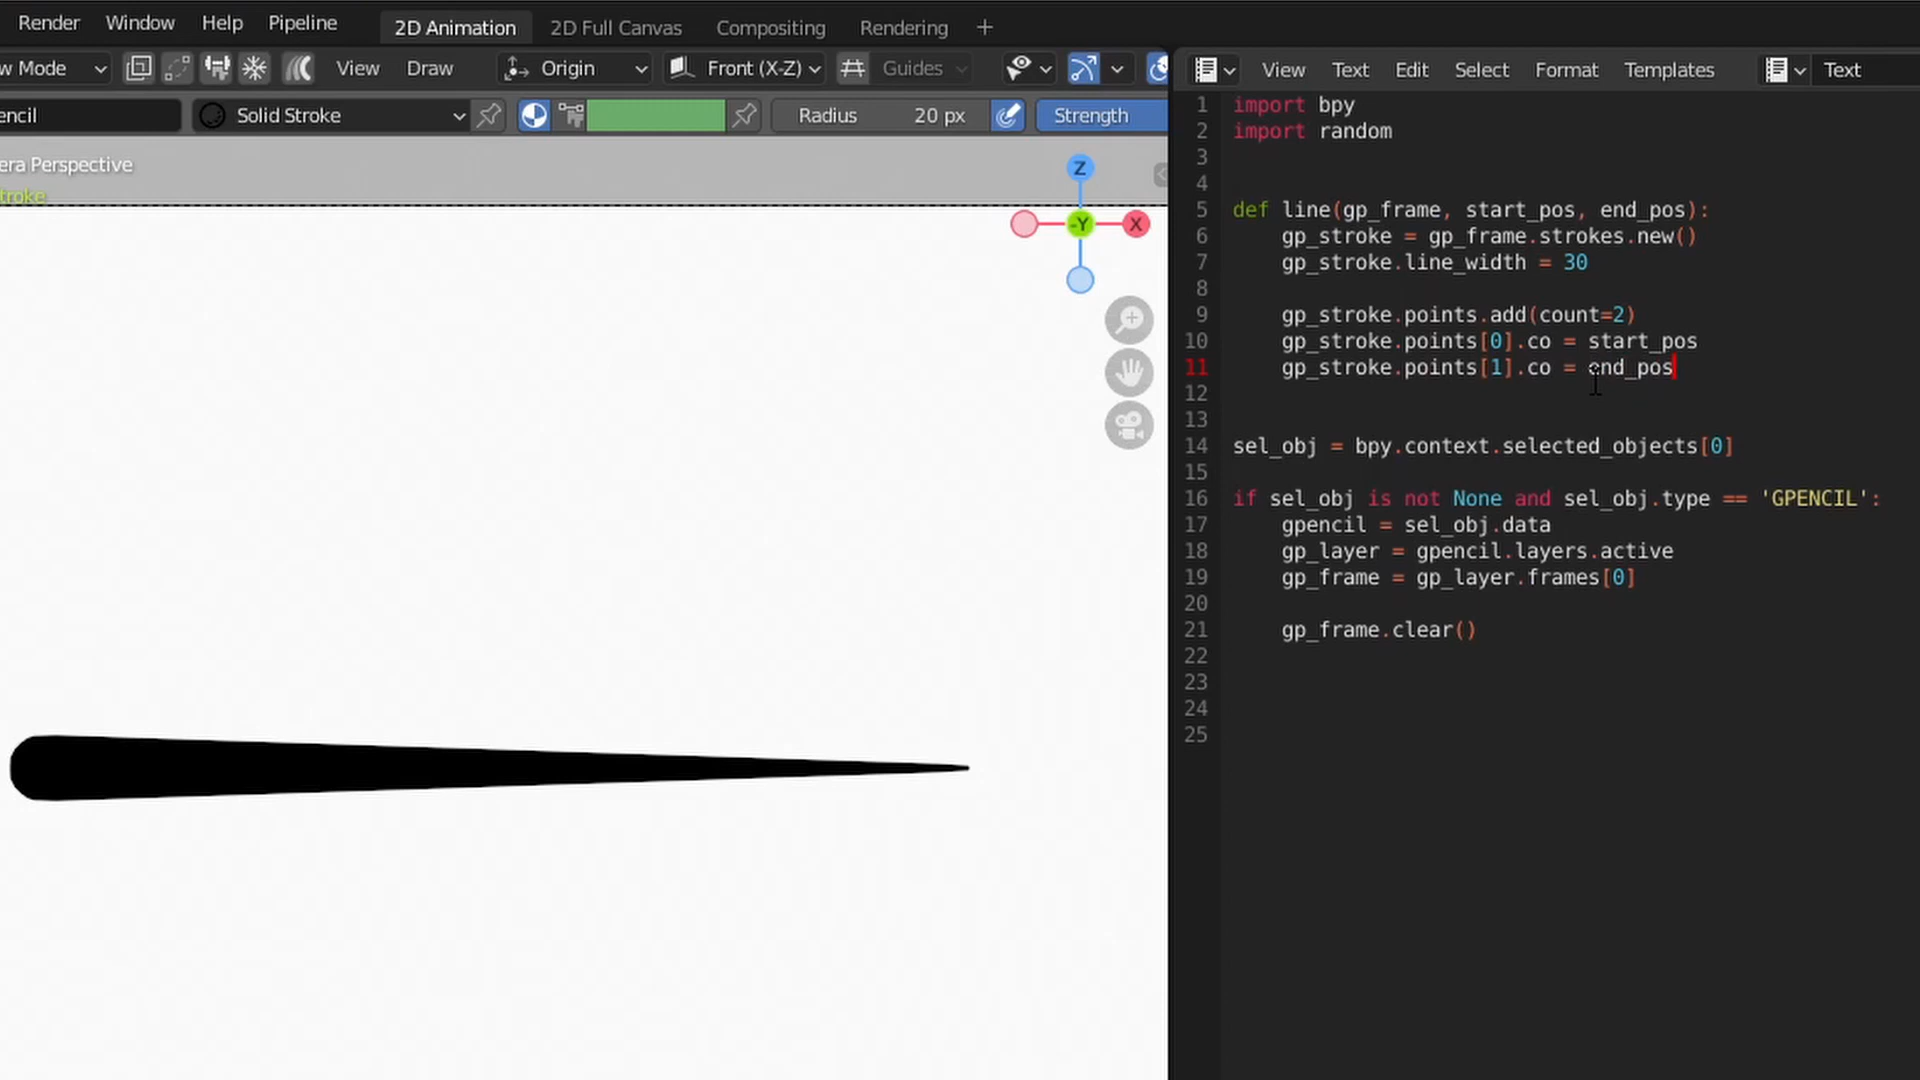 Render Window Help Pipeline 2D Animation 2D Full Canvas Compositing Rendering +
w Mode View Draw Origin Front (X-Z) Guides
encil Solid Stroke Radius 20 px Strength
era Perspective
troke
Z
-Y X
View Text Edit Select Format Templates Text
1 import bpy
2 import random
3
4
5 def line(gp_frame, start_pos, end_pos):
6     gp_stroke = gp_frame.strokes.new()
7     gp_stroke.line_width = 30
8
9     gp_stroke.points.add(count=2)
10     gp_stroke.points[0].co = start_pos
11     gp_stroke.points[1].co = end_pos
12
13
14 sel_obj = bpy.context.selected_objects[0]
15
16 if sel_obj is not None and sel_obj.type == 'GPENCIL':
17     gpencil = sel_obj.data
18     gp_layer = gpencil.layers.active
19     gp_frame = gp_layer.frames[0]
20
21     gp_frame.clear()
22
23
24
25